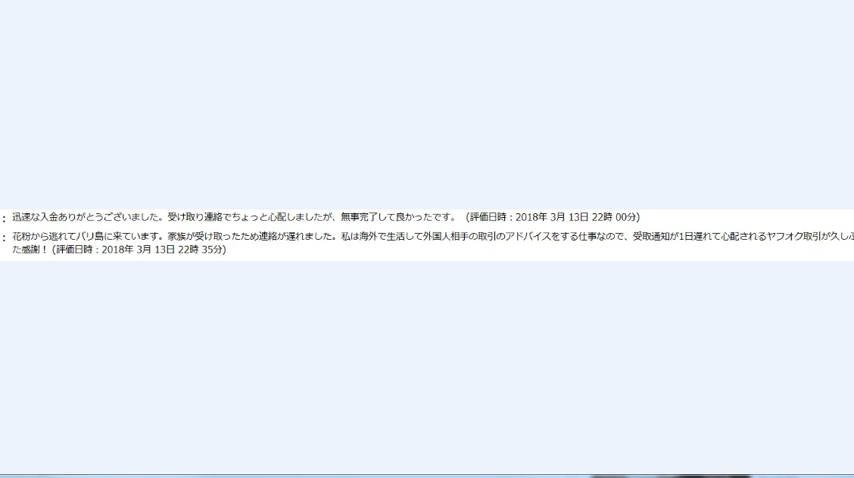 : 迅速な入金ありがとうございました。受け取り連絡でちょっと心配しましたが、無事完了して良かったです。 (評価日時：2018年 3月 13日 22時 00分)
: 花粉から逃れてバリ島に来ています。家族が受け取ったため連絡が遅れました。私は海外で生活して外国人相手の取引のアドバイスをする仕事なので、受取通知が1日遅れて心配されるヤフオク取引が久し
た感謝！ (評価日時：2018年 3月 13日 22時 35分)